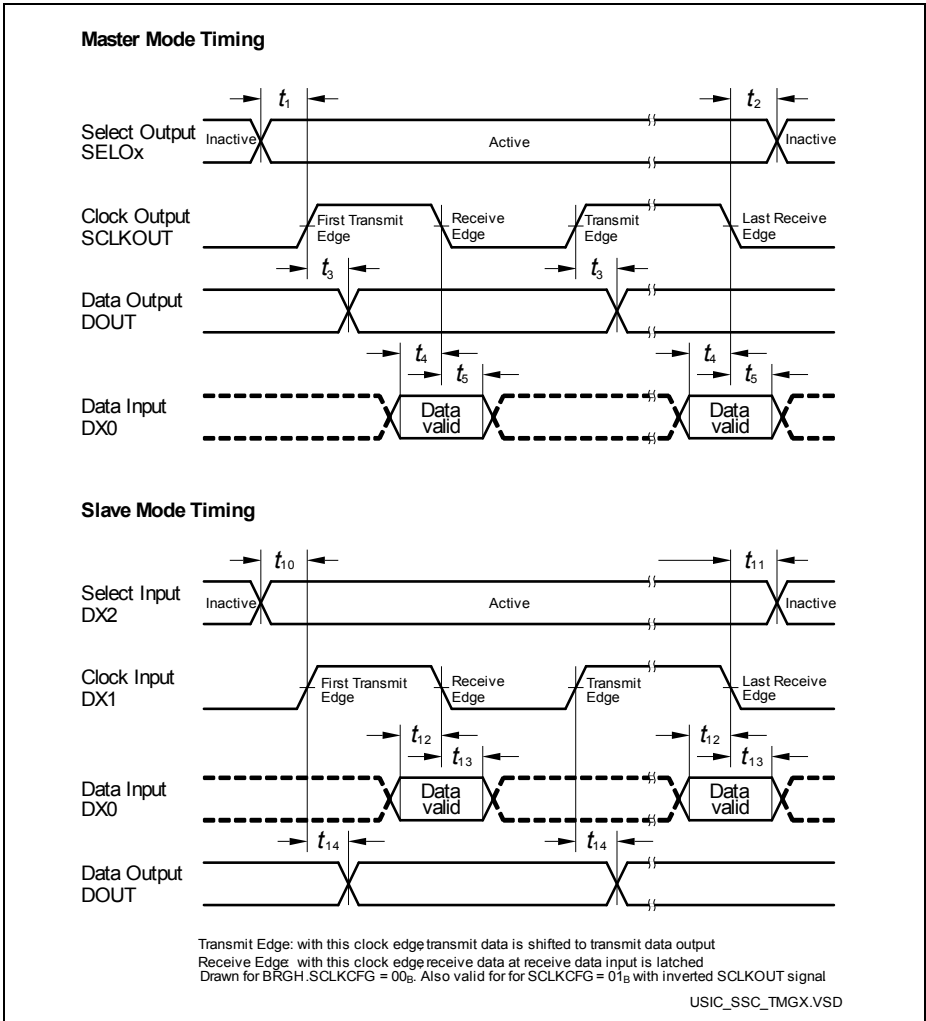 Master Mode Timing
t1
t2
Select Output
SELOx
Inactive
Active
Inactive
Clock Output
SCLKOUT
First Transmit
Edge
Receive
Edge
Transmit
Edge
Last Receive
Edge
t3
t3
Data Output
DOUT
t4
t5
t4
t5
Data Input
DX0
Data
valid
Data
valid
Slave Mode Timing
t10
t11
Select Input
DX2
Inactive
Active
Inactive
Clock Input
DX1
First Transmit
Edge
Receive
Edge
Transmit
Edge
Last Receive
Edge
t12
t13
t12
t13
Data Input
DX0
Data
valid
Data
valid
t14
t14
Data Output
DOUT
Transmit Edge: with this clock edge, transmit data is shifted to transmit data output
Receive Edge: with this clock edge, receive data at receive data input is latched
Drawn for BRGH.SCLKCFG = 00B. Also valid for for SCLKCFG = 01B with inverted SCLKOUT signal.
USIC_SSC_TMGX.VSD